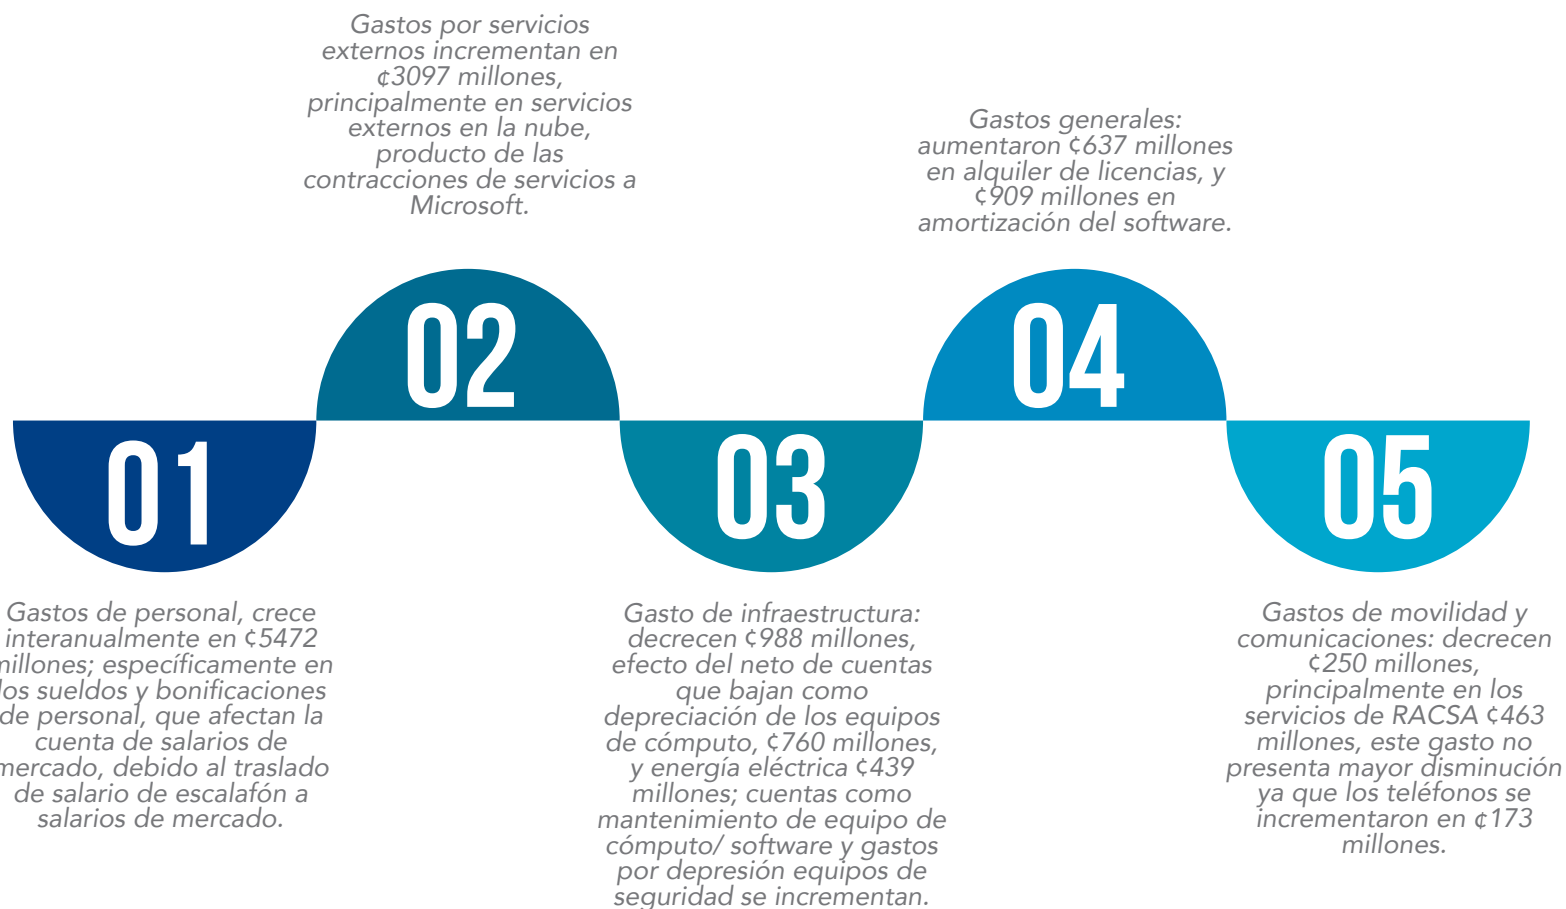 01
Gastos de personal, crece
interanualmente en ¢5472
millones; específicamente en
los sueldos y bonificaciones
de personal, que afectan la
cuenta de salarios de
mercado, debido al traslado
de salario de escalafón a
salarios de mercado.
Gastos por servicios
externos incrementan en
¢3097 millones,
principalmente en servicios
externos en la nube,
producto de las
contracciones de servicios a
Microsoft.
02
03
Gasto de infraestructura:
decrecen ¢988 millones,
efecto del neto de cuentas
que bajan como
depreciación de los equipos
de cómputo, ¢760 millones,
y energía eléctrica ¢439
millones; cuentas como
mantenimiento de equipo de
cómputo/ software y gastos
por depresión equipos de
seguridad se incrementan.
Gastos generales:
aumentaron ¢637 millones
en alquiler de licencias, y
¢909 millones en
amortización del software.
04
05
Gastos de movilidad y
comunicaciones: decrecen
¢250 millones,
principalmente en los
servicios de RACSA ¢463
millones, este gasto no
presenta mayor disminución
ya que los teléfonos se
incrementaron en ¢173
millones.